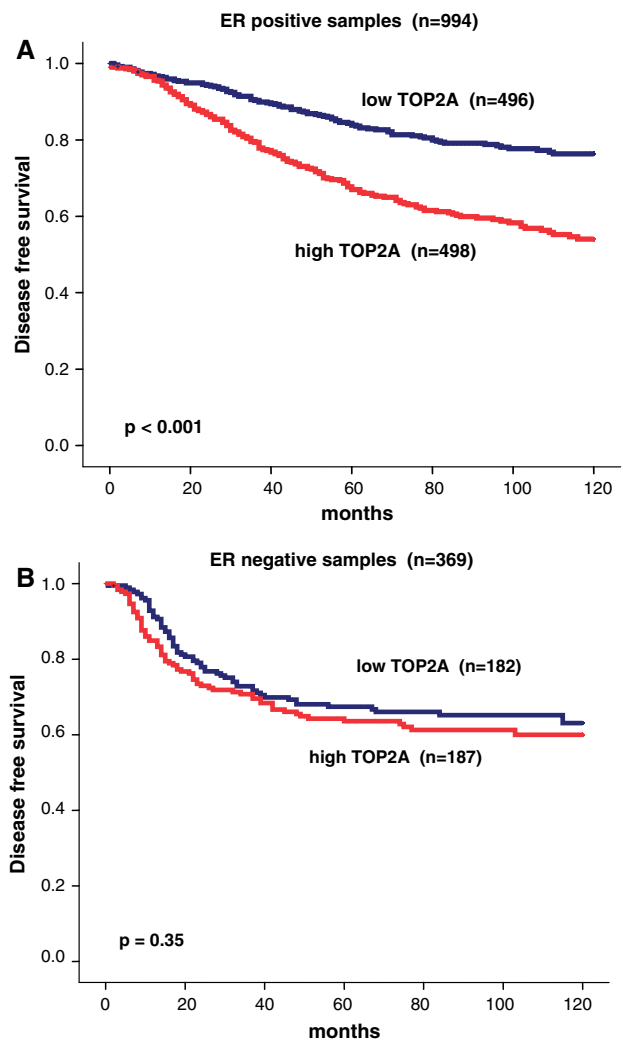 ER positive samples (n=994)
A
1.0
0.8
0.6
0.4
0.2
0.0
Disease free survival
low TOP2A (n=496)
high TOP2A (n=498)
p < 0.001
0 20 40 60 80 100 120
months
ER negative samples (n=369)
B
1.0
0.8
0.6
0.4
0.2
0.0
Disease free survival
low TOP2A (n=182)
high TOP2A (n=187)
p = 0.35
0 20 40 60 80 100 120
months